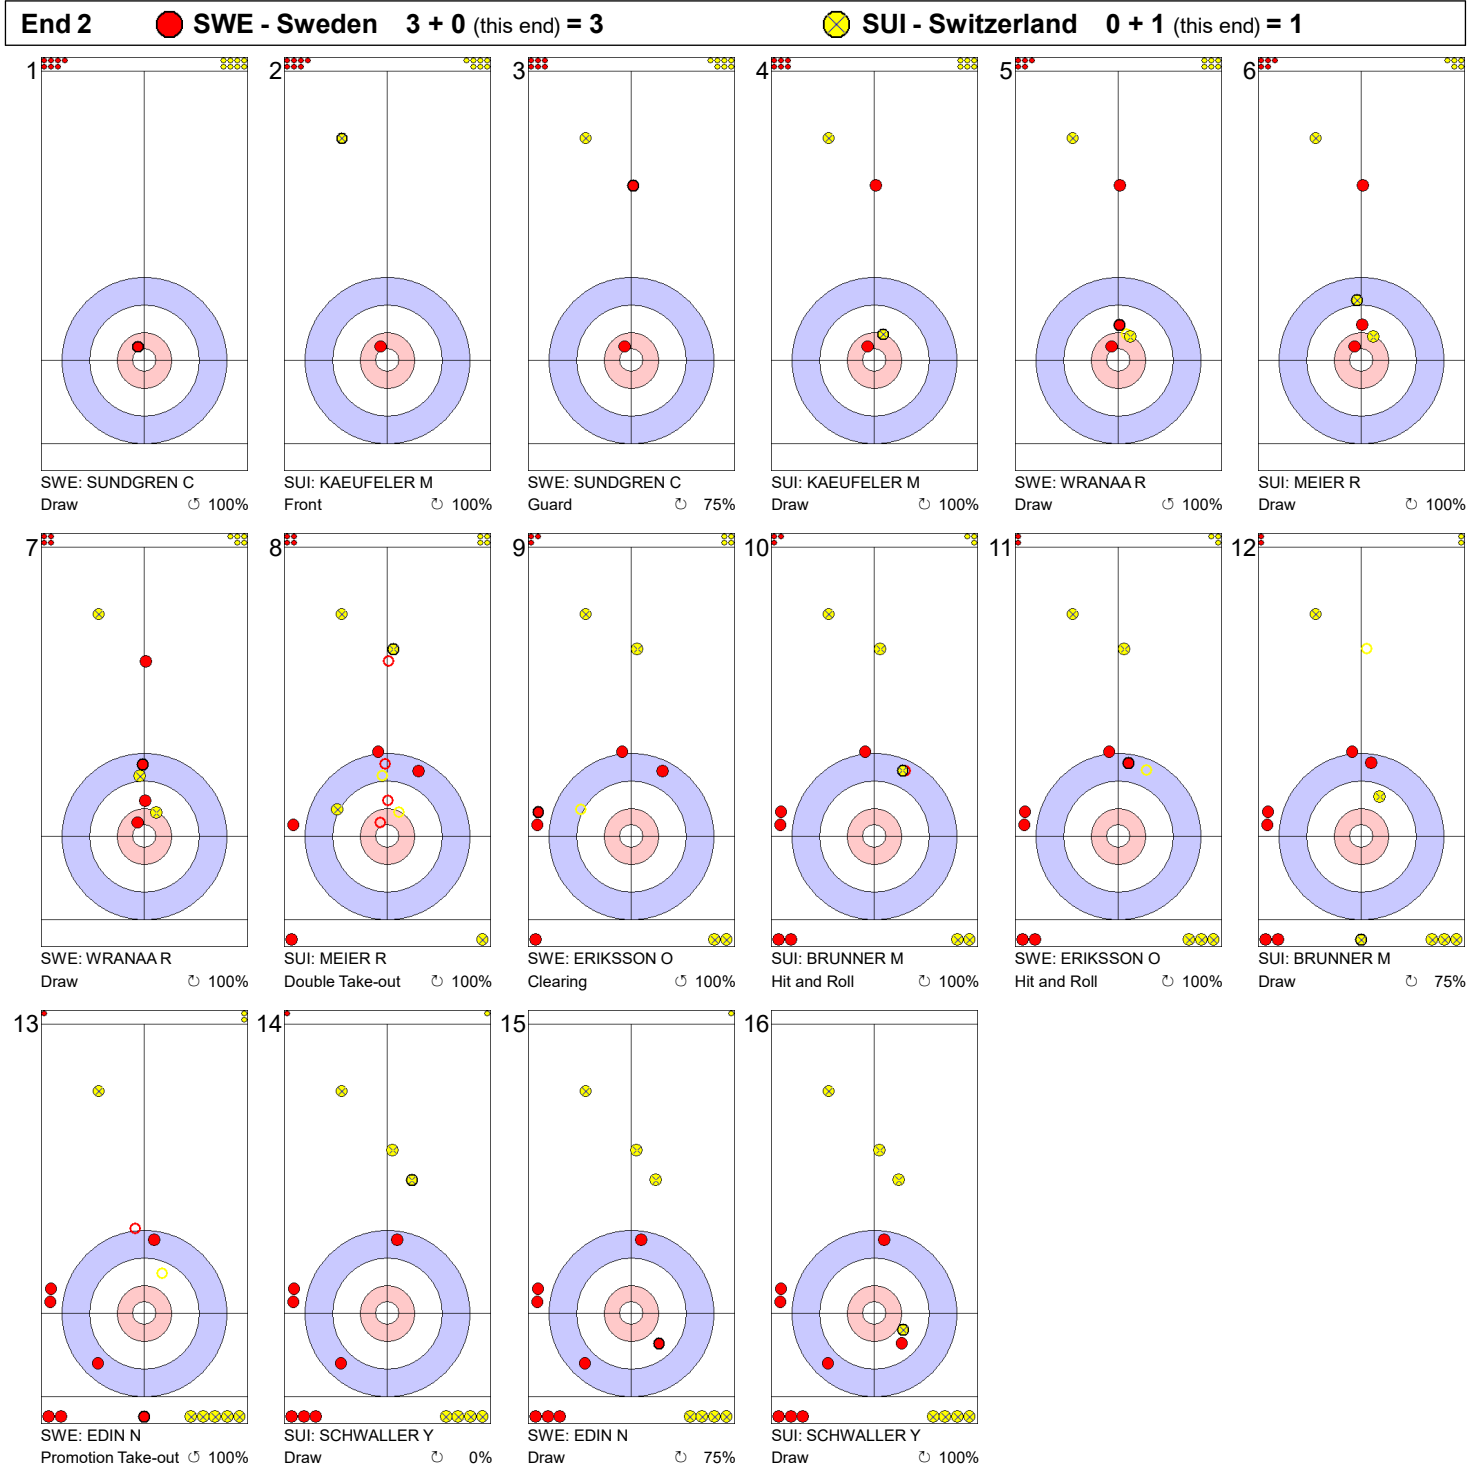 End 2 SWE - Sweden 3 + 0 (this end) = 3 SUI - Switzerland 0 + 1 (this end) = 1
1 2 3 4 5 6
SWE: SUNDGREN C SUI: KAEUFELER M SWE: SUNDGREN C SUI: KAEUFELER M SWE: WRANAA R SUI: MEIER R
Draw ↺ 100% Front ↻ 100% Guard ↻ 75% Draw ↻ 100% Draw ↻ 100% Draw ↻ 100%
7 8 9 10 11 12
SWE: WRANAA R SUI: MEIER R SWE: ERIKSSON O SUI: BRUNNER M SWE: ERIKSSON O SUI: BRUNNER M
Draw ↻ 100% Double Take-out ↻ 100% Clearing ↺ 100% Hit and Roll ↻ 100% Hit and Roll ↻ 100% Draw ↻ 75%
13 14 15 16
SWE: EDIN N SUI: SCHWALLER Y SWE: EDIN N SUI: SCHWALLER Y
Promotion Take-out ↺ 100% Draw ↻ 0% Draw ↻ 75% Draw ↻ 100%